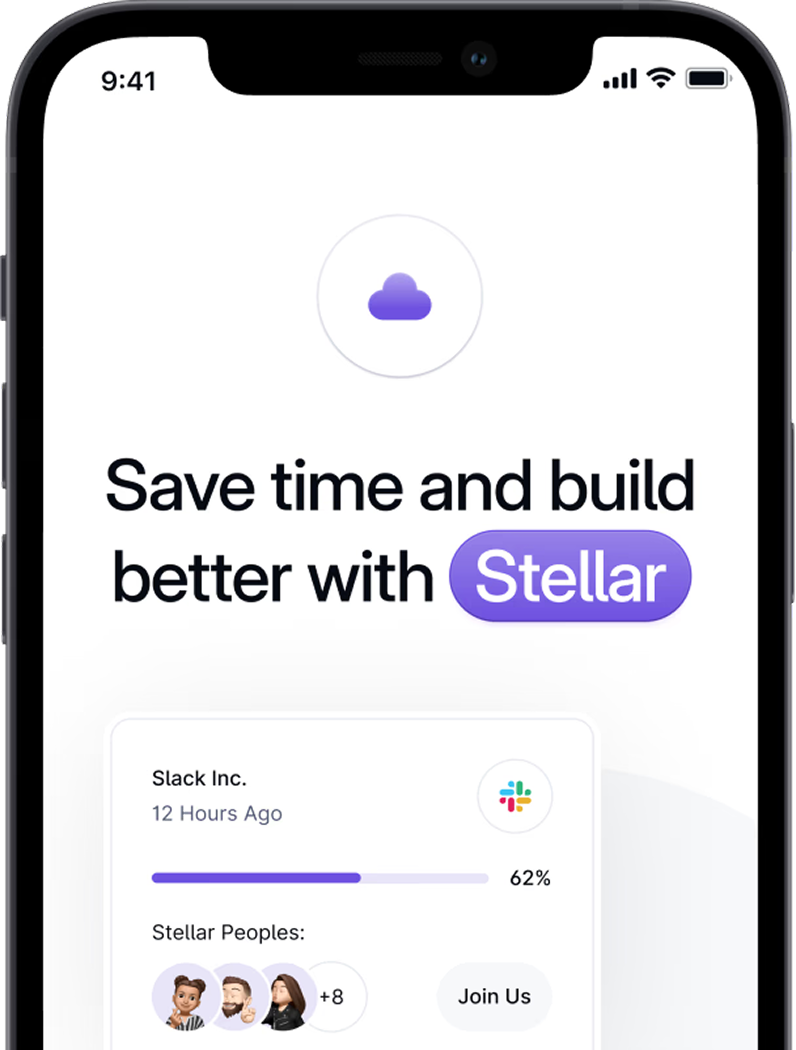 9:41
Save time and build
better with Stellar
Slack Inc.
12 Hours Ago
62%
Stellar Peoples:
+8
Join Us